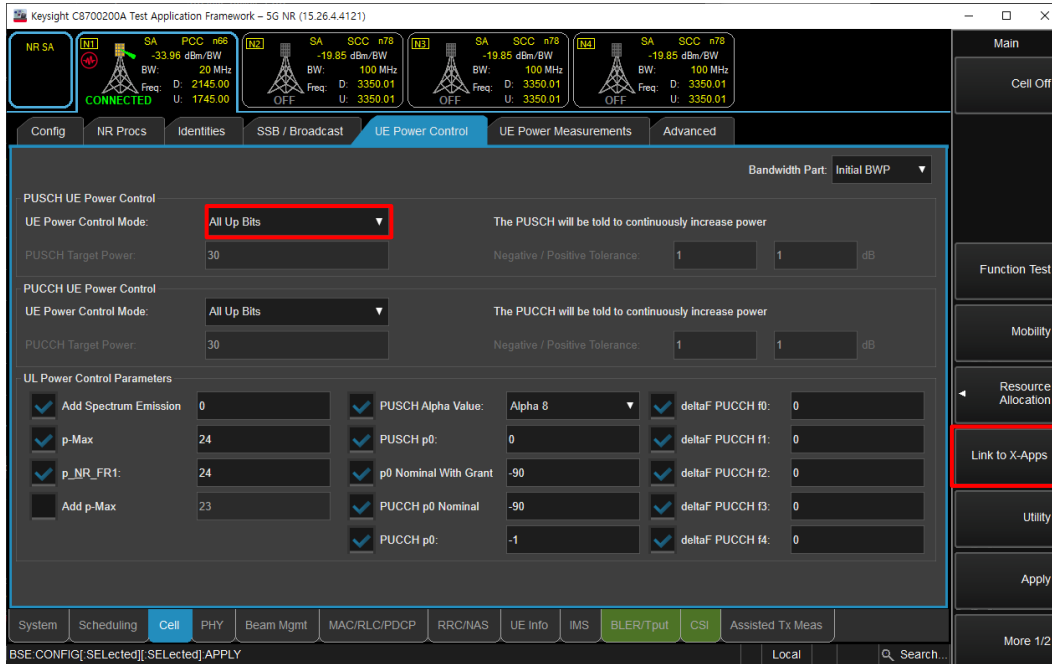 Keysight C8700200A Test Application Framework – 5G NR (15.26.4.4121)
NR SA
N1 SA PCC n66
-33.96 dBm/BW
BW: 20 MHz
Freq: D: 2145.00
CONNECTED U: 1745.00
N2 SA SCC n78
-19.85 dBm/BW
BW: 100 MHz
Freq: D: 3350.01
OFF U: 3350.01
N3 SA SCC n78
-19.85 dBm/BW
BW: 100 MHz
Freq: D: 3350.01
OFF U: 3350.01
N4 SA SCC n78
-19.85 dBm/BW
BW: 100 MHz
Freq: D: 3350.01
OFF U: 3350.01
Config NR Procs Identities SSB / Broadcast UE Power Control UE Power Measurements Advanced
Bandwidth Part: Initial BWP
PUSCH UE Power Control
UE Power Control Mode: All Up Bits The PUSCH will be told to continuously increase power
PUSCH Target Power: 30 Negative / Positive Tolerance: 1 1 dB
PUCCH UE Power Control
UE Power Control Mode: All Up Bits The PUCCH will be told to continuously increase power
PUCCH Target Power: 30 Negative / Positive Tolerance: 1 1 dB
UL Power Control Parameters
Add Spectrum Emission 0 PUSCH Alpha Value: Alpha 8 deltaF PUCCH f0: 0
p-Max 24 PUSCH p0: 0 deltaF PUCCH f1: 0
p_NR_FR1: 24 p0 Nominal With Grant -90 deltaF PUCCH f2: 0
Add p-Max 23 PUCCH p0 Nominal -90 deltaF PUCCH f3: 0
PUCCH p0: -1 deltaF PUCCH f4: 0
System Scheduling Cell PHY Beam Mgmt MAC/RLC/PDCP RRC/NAS UE Info IMS BLER/Tput CSI Assisted Tx Meas
BSE:CONFIG[:SELected][:SELected]:APPLY Local Search...
Main
Cell Off
Function Test
Mobility
Resource
Allocation
Link to X-Apps
Utility
Apply
More 1/2